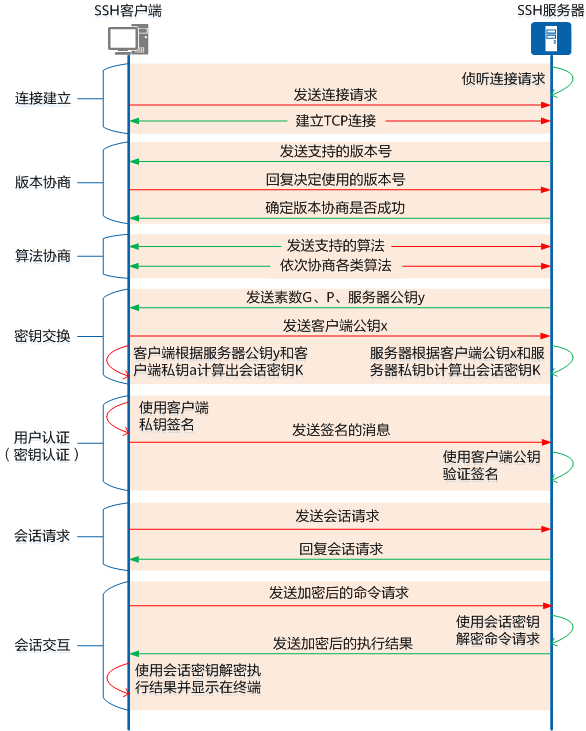 SSH客户端
SSH服务器
连接建立
侦听连接请求
发送连接请求
建立TCP连接
版本协商
发送支持的版本号
回复决定使用的版本号
确定版本协商是否成功
算法协商
发送支持的算法
依次协商各类算法
密钥交换
发送素数G、P、服务器公钥y
发送客户端公钥x
客户端根据服务器公钥y和客
户端私钥a计算出会话密钥K
服务器根据客户端公钥x和服
务器私钥b计算出会话密钥K
用户认证
（密钥认证）
使用客户端
私钥签名
发送签名的消息
使用客户端公钥
验证签名
会话请求
发送会话请求
回复会话请求
会话交互
发送加密后的命令请求
使用会话密钥
解密命令请求
发送加密后的执行结果
使用会话密钥解密执
行结果并显示在终端